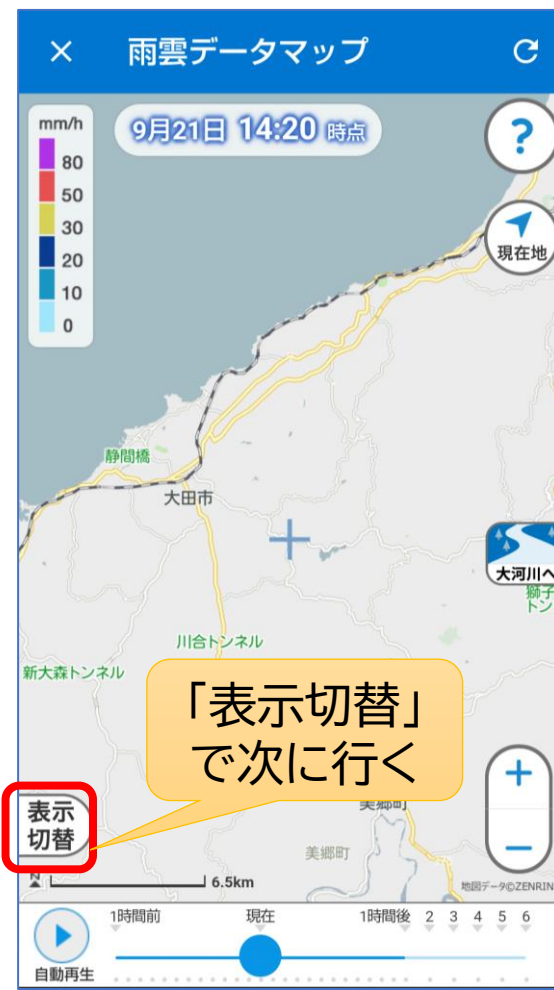 雨雲データマップ
mm/h
80
50
30
20
10
0
9月21日 14:20 時点
?
現在地
静間橋
大田市
大河川へ
獅子
トン
川合トンネル
新大森トンネル
「表示切替」
で次に行く
表示
切替
美郷町
美郷町
N
6.5km
地図データ©ZENRIN
1時間前
現在
1時間後
2 3 4 5 6
自動再生